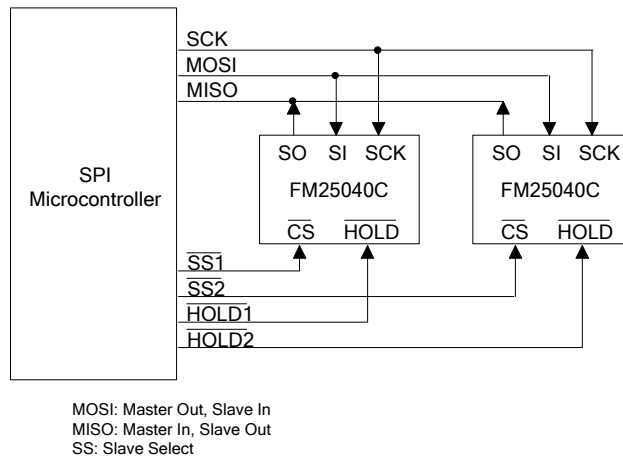 SCK
MOSI
MISO
SO SI SCK
SO SI SCK
SPI
Microcontroller
FM25040C
FM25040C
CS HOLD
CS HOLD
SS1
SS2
HOLD1
HOLD2
MOSI: Master Out, Slave In
MISO: Master In, Slave Out
SS: Slave Select